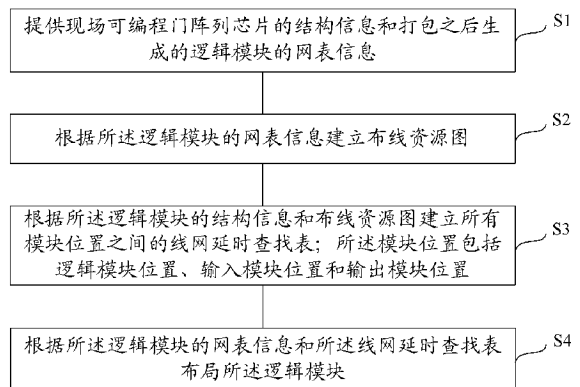 提供现场可编程门阵列芯片的结构信息和打包之后生
成的逻辑模块的网表信息
S1
根据所述逻辑模块的网表信息建立布线资源图
S2
根据所述逻辑模块的结构信息和布线资源图建立所有
模块位置之间的线网延时查找表；所述模块位置包括
逻辑模块位置、输入模块位置和输出模块位置
S3
根据所述逻辑模块的网表信息和所述线网延时查找表
布局所述逻辑模块
S4